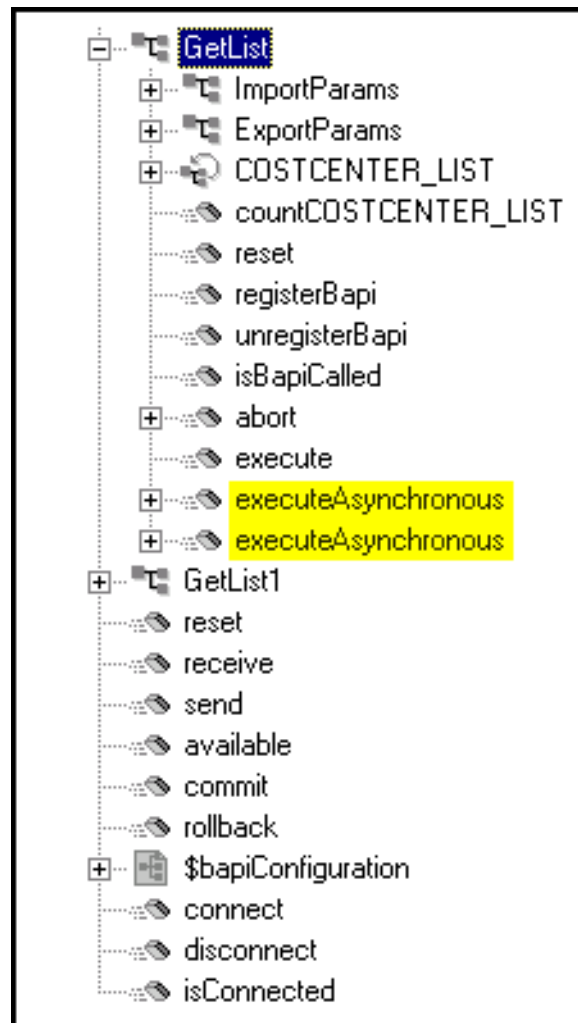 GetList
ImportParams
ExportParams
COSTCENTER_LIST
countCOSTCENTER_LIST
reset
registerBapi
unregisterBapi
isBapiCalled
abort
execute
executeAsynchronous
executeAsynchronous
GetList1
reset
receive
send
available
commit
rollback
$bapiConfiguration
connect
disconnect
isConnected